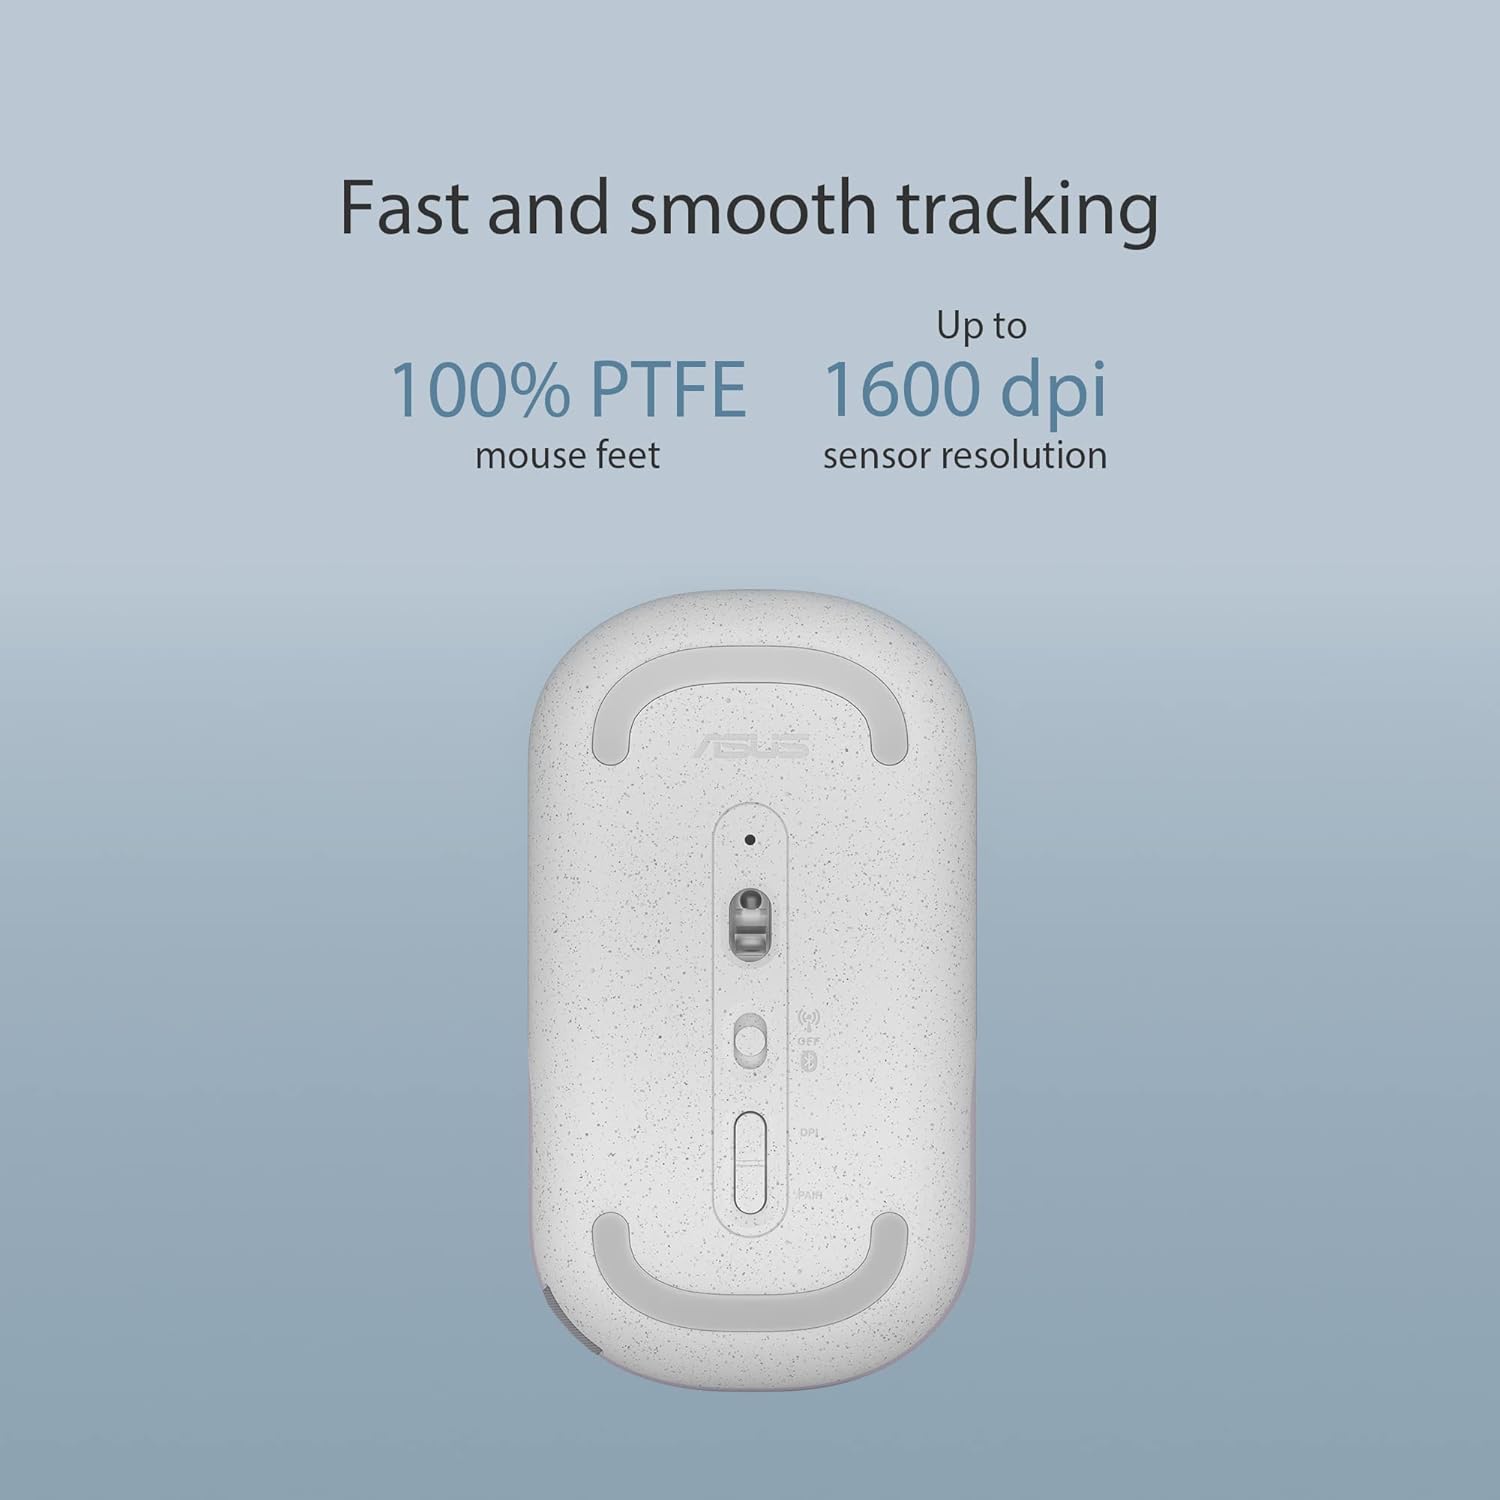 Fast and smooth tracking
100% PTFE
mouse feet
Up to
1600 dpi
sensor resolution
ASUS
OFF
DPI
PAIR